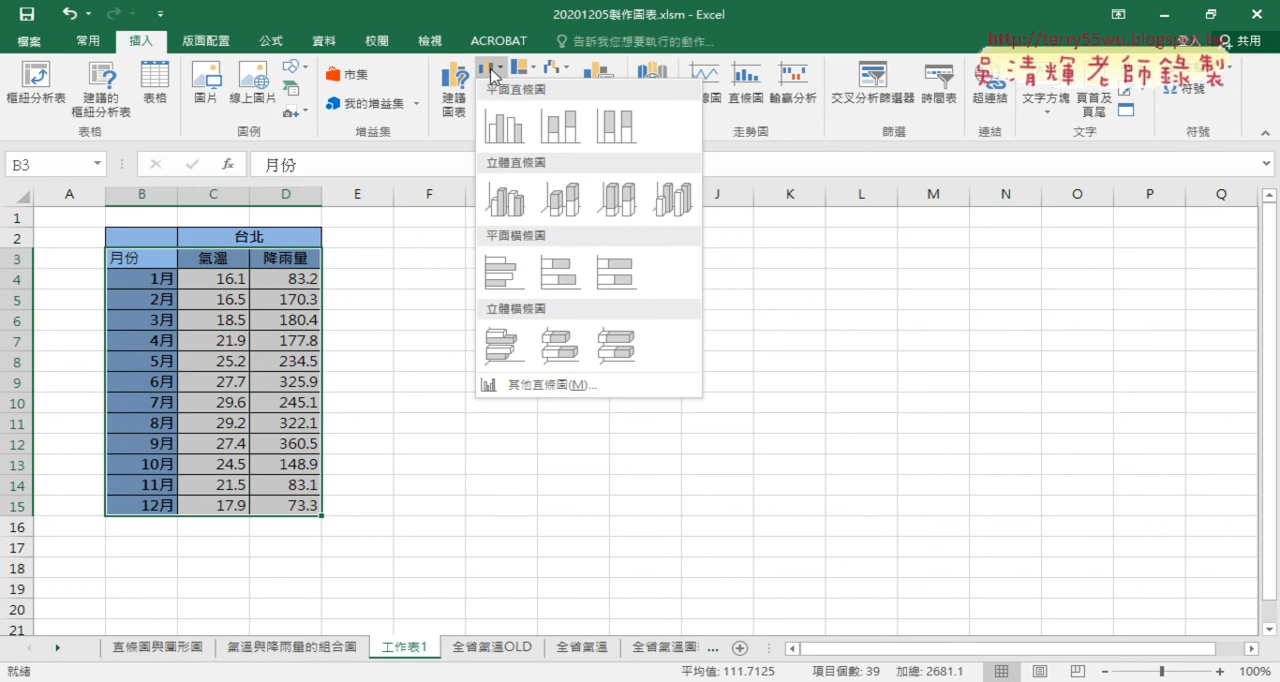 20201205製作圖表.xlsm - Excel
檔案 常用 插入 版面配置 公式 資料 校閱 檢視 ACROBAT 告訴我您想要執行的動作... 登入 共用
http://terry55wu.blogspot.tw
吳清輝老師錄製
樞紐分析表 建議的 樞紐分析表 表格 圖片 線上圖片 市集 我的增益集 建議 圖表 線圖 直條圖 輸贏分析 交叉分析篩選器 時間表 超連結 文字方塊 頁首及 頁尾 符號
表格 圖例 增益集 走勢圖 篩選 連結 文字 符號
平面直條圖
立體直條圖
平面橫條圖
立體橫條圖
其他直條圖(M)...
B3 fx 月份
A B C D E F J K L M N O P Q
1
2 台北
3 月份 氣溫 降雨量
4 1月 16.1 83.2
5 2月 16.5 170.3
6 3月 18.5 180.4
7 4月 21.9 177.8
8 5月 25.2 234.5
9 6月 27.7 325.9
10 7月 29.6 245.1
11 8月 29.2 322.1
12 9月 27.4 360.5
13 10月 24.5 148.9
14 11月 21.5 83.1
15 12月 17.9 73.3
16
17
18
19
20
21
直條圖與圓形圖 氣溫與降雨量的組合圖 工作表1 全省氣溫OLD 全省氣溫 全省氣溫圖 ...
就緒 平均值: 111.7125 項目個數: 39 加總: 2681.1 100%